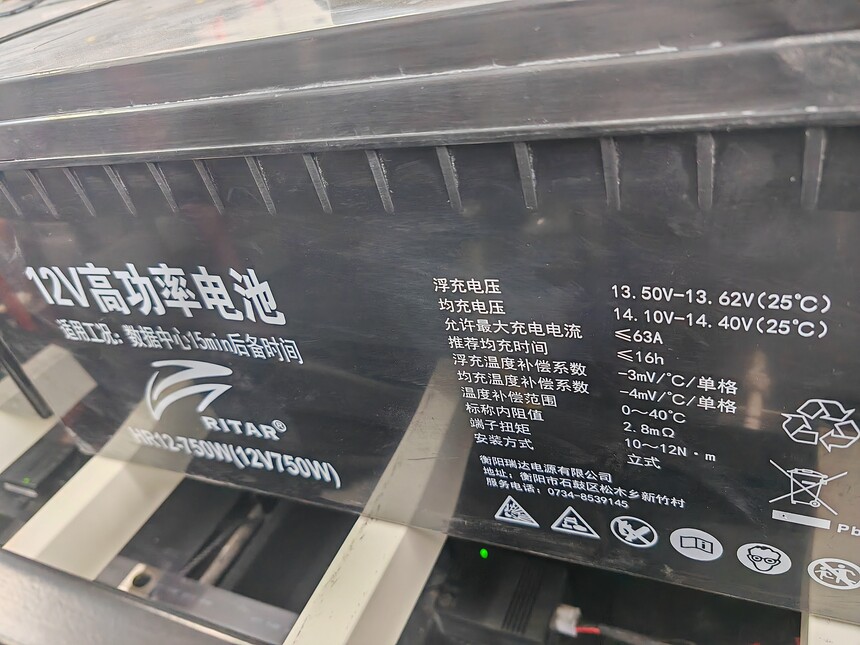 12V高功率电池
适用工况：数据中心15min后备时间
RITAR®
HR12-750W(12V750W)
浮充电压 13.50V-13.62V(25℃)
均充电压 14.10V-14.40V(25℃)
允许最大充电电流 ≤63A
推荐均充时间 ≤16h
浮充温度补偿系数 -3mV/℃/单格
均充温度补偿系数 -4mV/℃/单格
温度补偿范围 0～40℃
标称内阻值 2.8mΩ
端子扭矩 10～12N·m
安装方式 立式
衡阳瑞达电源有限公司
地址：衡阳市石鼓区松木乡新竹村
服务电话：0734-8539145
Pb